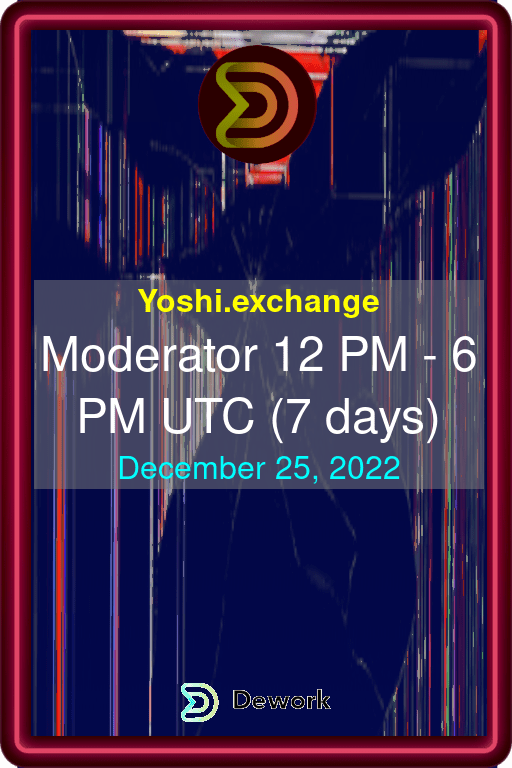 Yoshi.exchange
Moderator 12 PM - 6
PM UTC (7 days)
December 25, 2022
Dework